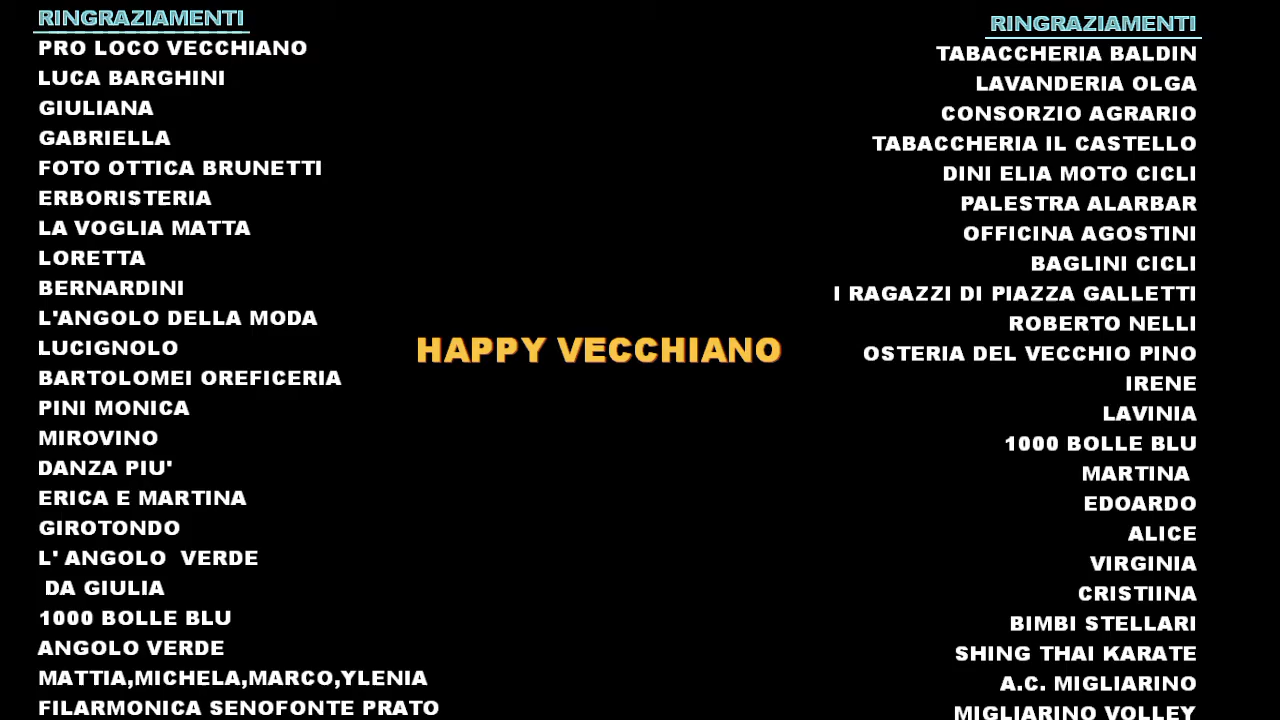 RINGRAZIAMENTI
PRO LOCO VECCHIANO
LUCA BARGHINI
GIULIANA
GABRIELLA
FOTO OTTICA BRUNETTI
ERBORISTERIA
LA VOGLIA MATTA
LORETTA
BERNARDINI
L'ANGOLO DELLA MODA
LUCIGNOLO
BARTOLOMEI OREFICERIA
PINI MONICA
MIROVINO
DANZA PIU'
ERICA E MARTINA
GIROTONDO
L' ANGOLO VERDE
DA GIULIA
1000 BOLLE BLU
ANGOLO VERDE
MATTIA,MICHELA,MARCO,YLENIA
FILARMONICA SENOFONTE PRATO
HAPPY VECCHIANO
RINGRAZIAMENTI
TABACCHERIA BALDIN
LAVANDERIA OLGA
CONSORZIO AGRARIO
TABACCHERIA IL CASTELLO
DINI ELIA MOTO CICLI
PALESTRA ALARBAR
OFFICINA AGOSTINI
BAGLINI CICLI
I RAGAZZI DI PIAZZA GALLETTI
ROBERTO NELLI
OSTERIA DEL VECCHIO PINO
IRENE
LAVINIA
1000 BOLLE BLU
MARTINA
EDOARDO
ALICE
VIRGINIA
CRISTIINA
BIMBI STELLARI
SHING THAI KARATE
A.C. MIGLIARINO
MIGLIARINO VOLLEY